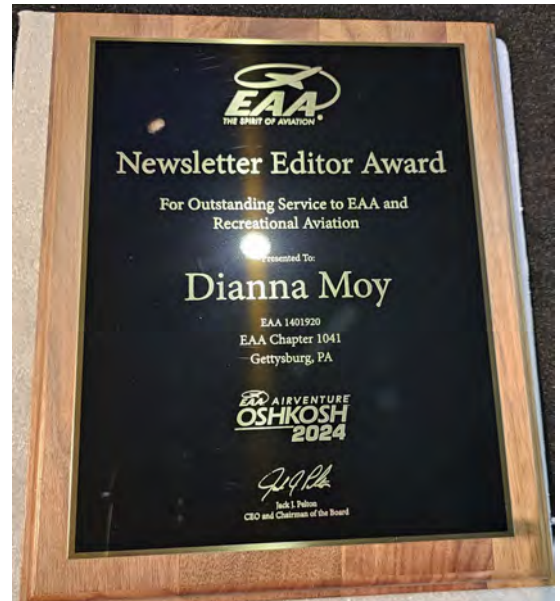 EAA
THE SPIRIT OF AVIATION
®
Newsletter Editor Award
For Outstanding Service to EAA and
Recreational Aviation
Presented To:
Dianna Moy
EAA 1401920
EAA Chapter 1041
Gettysburg, PA
EAA AIRVENTURE
OSHKOSH
2024
Jack J. Pelton
CEO and Chairman of the Board